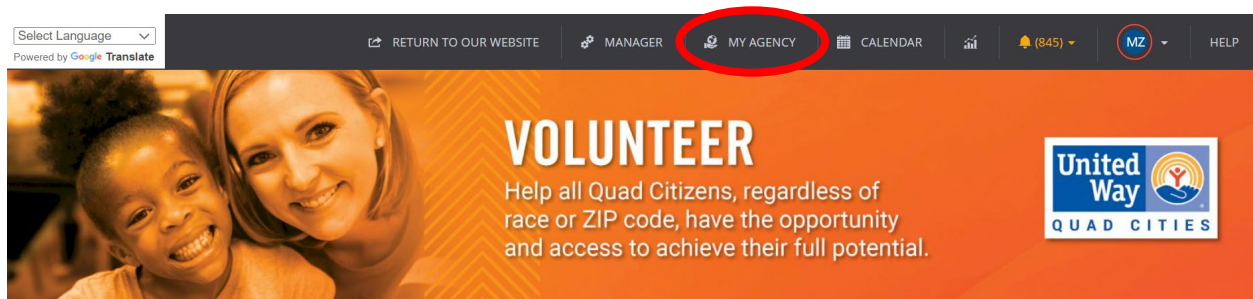 Select Language
Powered by Google Translate
RETURN TO OUR WEBSITE
MANAGER
MY AGENCY
CALENDAR
(845)
MZ
HELP
VOLUNTEER
Help all Quad Citizens, regardless of
race or ZIP code, have the opportunity
and access to achieve their full potential.
United
Way
QUAD CITIES